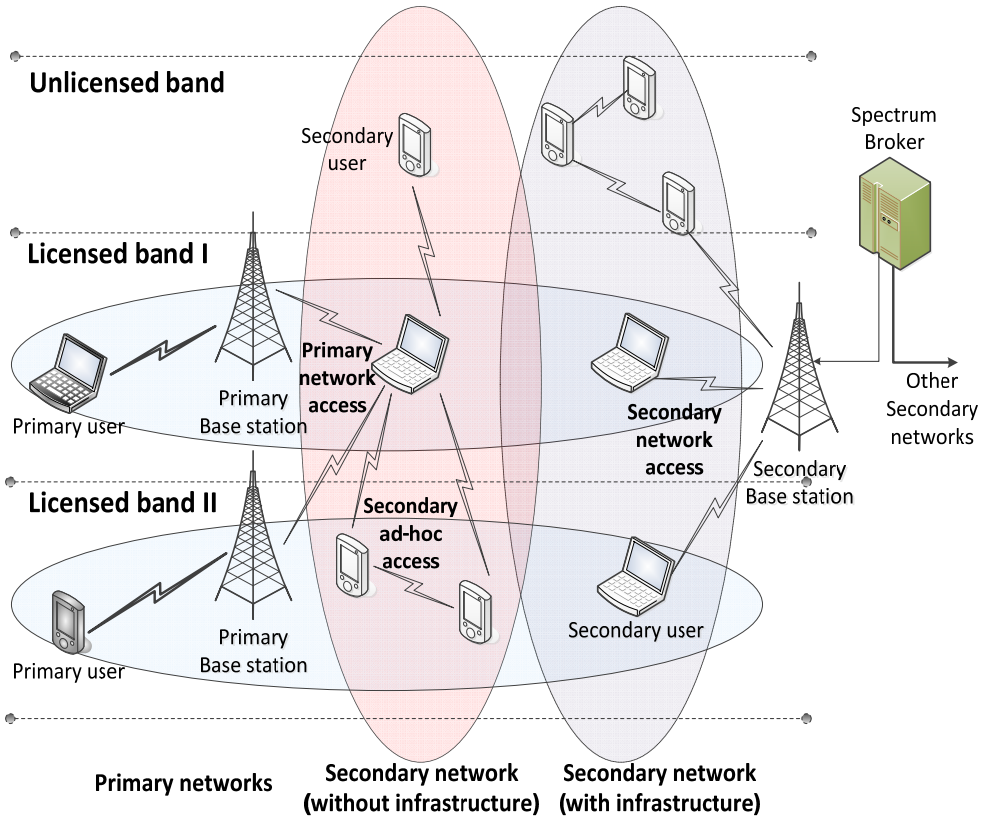 Unlicensed band
Secondary
user
Spectrum
Broker
Licensed band I
Primary user
Primary
Base station
Primary
network
access
Secondary
network
access
Other
Secondary
networks
Secondary
Base station
Licensed band II
Secondary
ad-hoc
access
Primary user
Primary
Base station
Secondary user
Primary networks
Secondary network
(without infrastructure)
Secondary network
(with infrastructure)